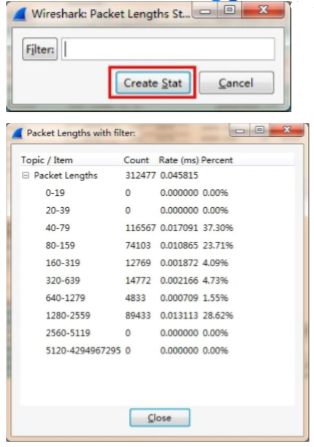 Wireshark: Packet Lengths St...
Filter:
Create Stat
Cancel
Packet Lengths with filter:
Topic / Item Count Rate (ms) Percent
Packet Lengths 312477 0.045815
0-19 0 0.000000 0.00%
20-39 0 0.000000 0.00%
40-79 116567 0.017091 37.30%
80-159 74103 0.010865 23.71%
160-319 12769 0.001872 4.09%
320-639 14772 0.002166 4.73%
640-1279 4833 0.000709 1.55%
1280-2559 89433 0.013113 28.62%
2560-5119 0 0.000000 0.00%
5120-4294967295 0 0.000000 0.00%
Close